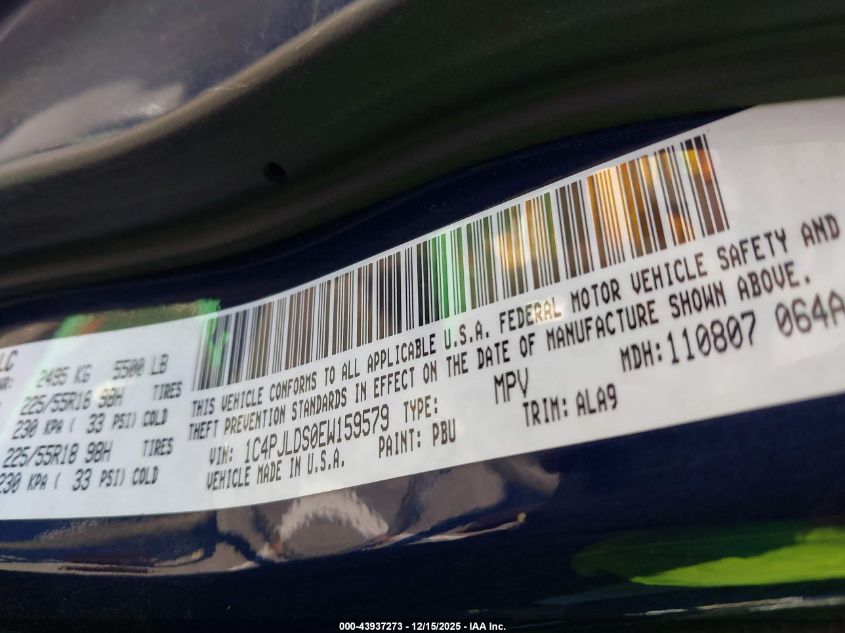 LC
WR: 2495 KG 5500 LB
225/55R18 98H TIRES
230 KPA ( 33 PSI) COLD
225/55R18 98H TIRES
230 KPA ( 33 PSI) COLD
THIS VEHICLE CONFORMS TO ALL APPLICABLE U.S.A. FEDERAL MOTOR VEHICLE SAFETY AND
THEFT PREVENTION STANDARDS IN EFFECT ON THE DATE OF MANUFACTURE SHOWN ABOVE.
VIN: 1C4PJLDS0EW159579 TYPE: MPV MDH: 110807 064A
VEHICLE MADE IN U.S.A. PAINT: PBU TRIM: ALA9
000-43937273 - 12/15/2025 - IAA Inc.